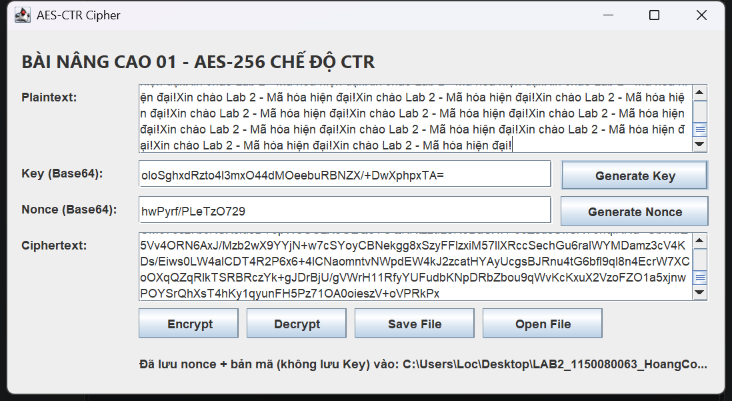 AES-CTR Cipher
BÀI NÂNG CAO 01 - AES-256 CHẾ ĐỘ CTR
Plaintext:
ện đại!Xin chào Lab 2 - Mã hóa hiện đại!Xin chào Lab 2 - Mã hóa hiện đại!Xin chào Lab 2 - Mã hóa hiệ
n đại!Xin chào Lab 2 - Mã hóa hiện đại!Xin chào Lab 2 - Mã hóa hiện đại!Xin chào Lab 2 - Mã hóa hiện
đại!Xin chào Lab 2 - Mã hóa hiện đại!Xin chào Lab 2 - Mã hóa hiện đại!Xin chào Lab 2 - Mã hóa hiện đ
ại!Xin chào Lab 2 - Mã hóa hiện đại!Xin chào Lab 2 - Mã hóa hiện đại!
Key (Base64):
oloSghxdRzto4l3mxO44dMOeebuRBNZX/+DwXphpxTA=
Generate Key
Nonce (Base64):
hwPyrf/PLeTzO729
Generate Nonce
Ciphertext:
5Vv4ORN6AxJ/Mzb2wX9YYjN+w7cSYoyCBNekgg8xSzyFFlzxiM57lIXRccSechGu6raIWYMDamz3cV4K
Ds/Eiws0LW4alCDT4R2P6x6+4lCNaomntvNWpdEW4kJ2zcatHYAyUcgsBJRnu4tG6bfl9ql8n4EcrW7XC
oOXqQZqRlkTSRBRczYk+gJDrBjU/gVWrH11RfyYUFudbKNpDRbZbou9qWvKcKxuX2VzoFZO1a5xjnw
POYSrQhXsT4hKy1qyunFH5Pz71OA0oieszV/+oVPRkPx
Encrypt
Decrypt
Save File
Open File
Đã lưu nonce + bản mã (không lưu Key) vào: C:\Users\Loc\Desktop\LAB2_1150080063_HoangCo...